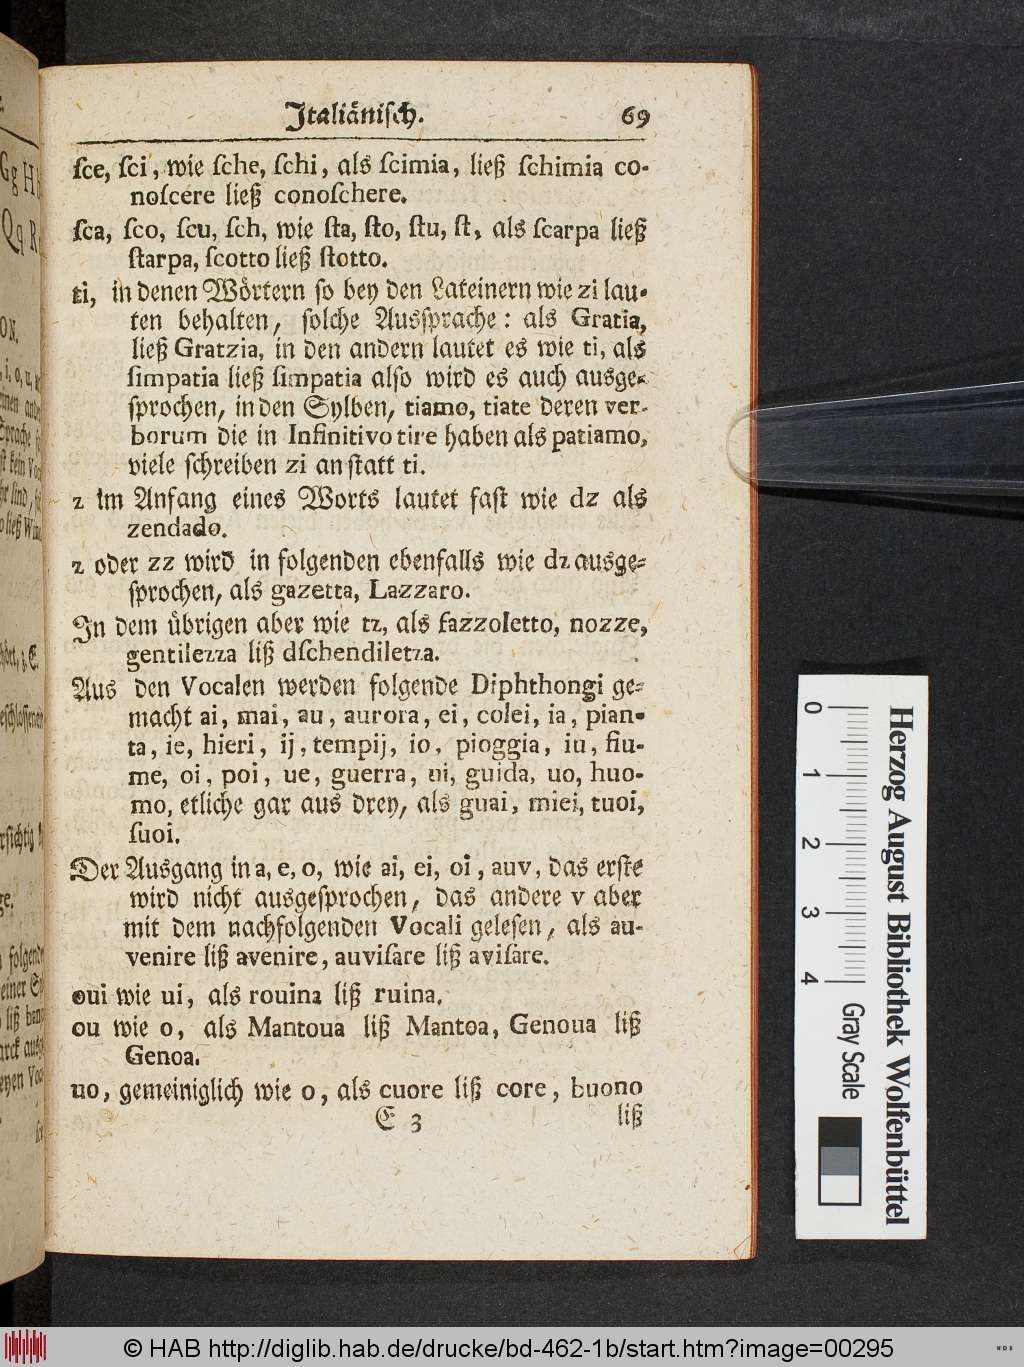 Italiänisch. 69
ſce, ſci, wie ſche, ſchi, als ſcimia, ließ ſchimia co-
noſcere ließ conoſchere.
ſca, ſco, ſcu, ſch, wie ſta, ſto, ſtu, ſt, als ſcarpa ließ
ſtarpa, ſcotto ließ ſtotto.
ti, in denen Wörtern ſo bey den Lateinern wie zi lau-
ten behalten, ſolche Ausſprache: als Gratia,
ließ Gratzia, in den andern lautet es wie ti, als
ſimpatia ließ ſimpatia alſo wird es auch ausge-
ſprochen, in den Sylben, tiamo, tiate deren ver-
borum die in Infinitivo tire haben als patiamo,
viele ſchreiben zi anſtatt ti.
z im Anfang eines Worts lautet faſt wie dz als
zendado.
z oder zz wird in folgenden ebenfalls wie dz ausge-
ſprochen, als gazetta, Lazzaro.
In dem übrigen aber wie tz, als fazzoletto, nozze,
gentilezza liß dſchendiletza.
Aus den Vocalen werden folgende Diphthongi ge-
macht ai, mai, au, aurora, ei, colei, ia, pian-
ta, ie, hieri, ij, tempij, io, pioggia, iu, fiu-
me, oi, poi, ue, guerra, ui, guida, uo, huo-
mo, etliche gar aus drey, als guai, miei, tuoi,
ſuoi.
Der Ausgang in a, e, o, wie ai, ei, oi, auv, das erſte
wird nicht ausgeſprochen, das andere v aber
mit dem nachfolgenden Vocali geleſen, als au-
venire liß avenire, auviſare liß aviſare.
oui wie ui, als rouina liß ruina.
ou wie o, als Mantoua liß Mantoa, Genoua liß
Genoa.
uo, gemeiniglich wie o, als cuore liß core, buono
E 3 liß
Herzog August Bibliothek Wolfenbüttel
0 1 2 3 4 Gray Scale
© HAB http://diglib.hab.de/drucke/bd-462-1b/start.htm?image=00295